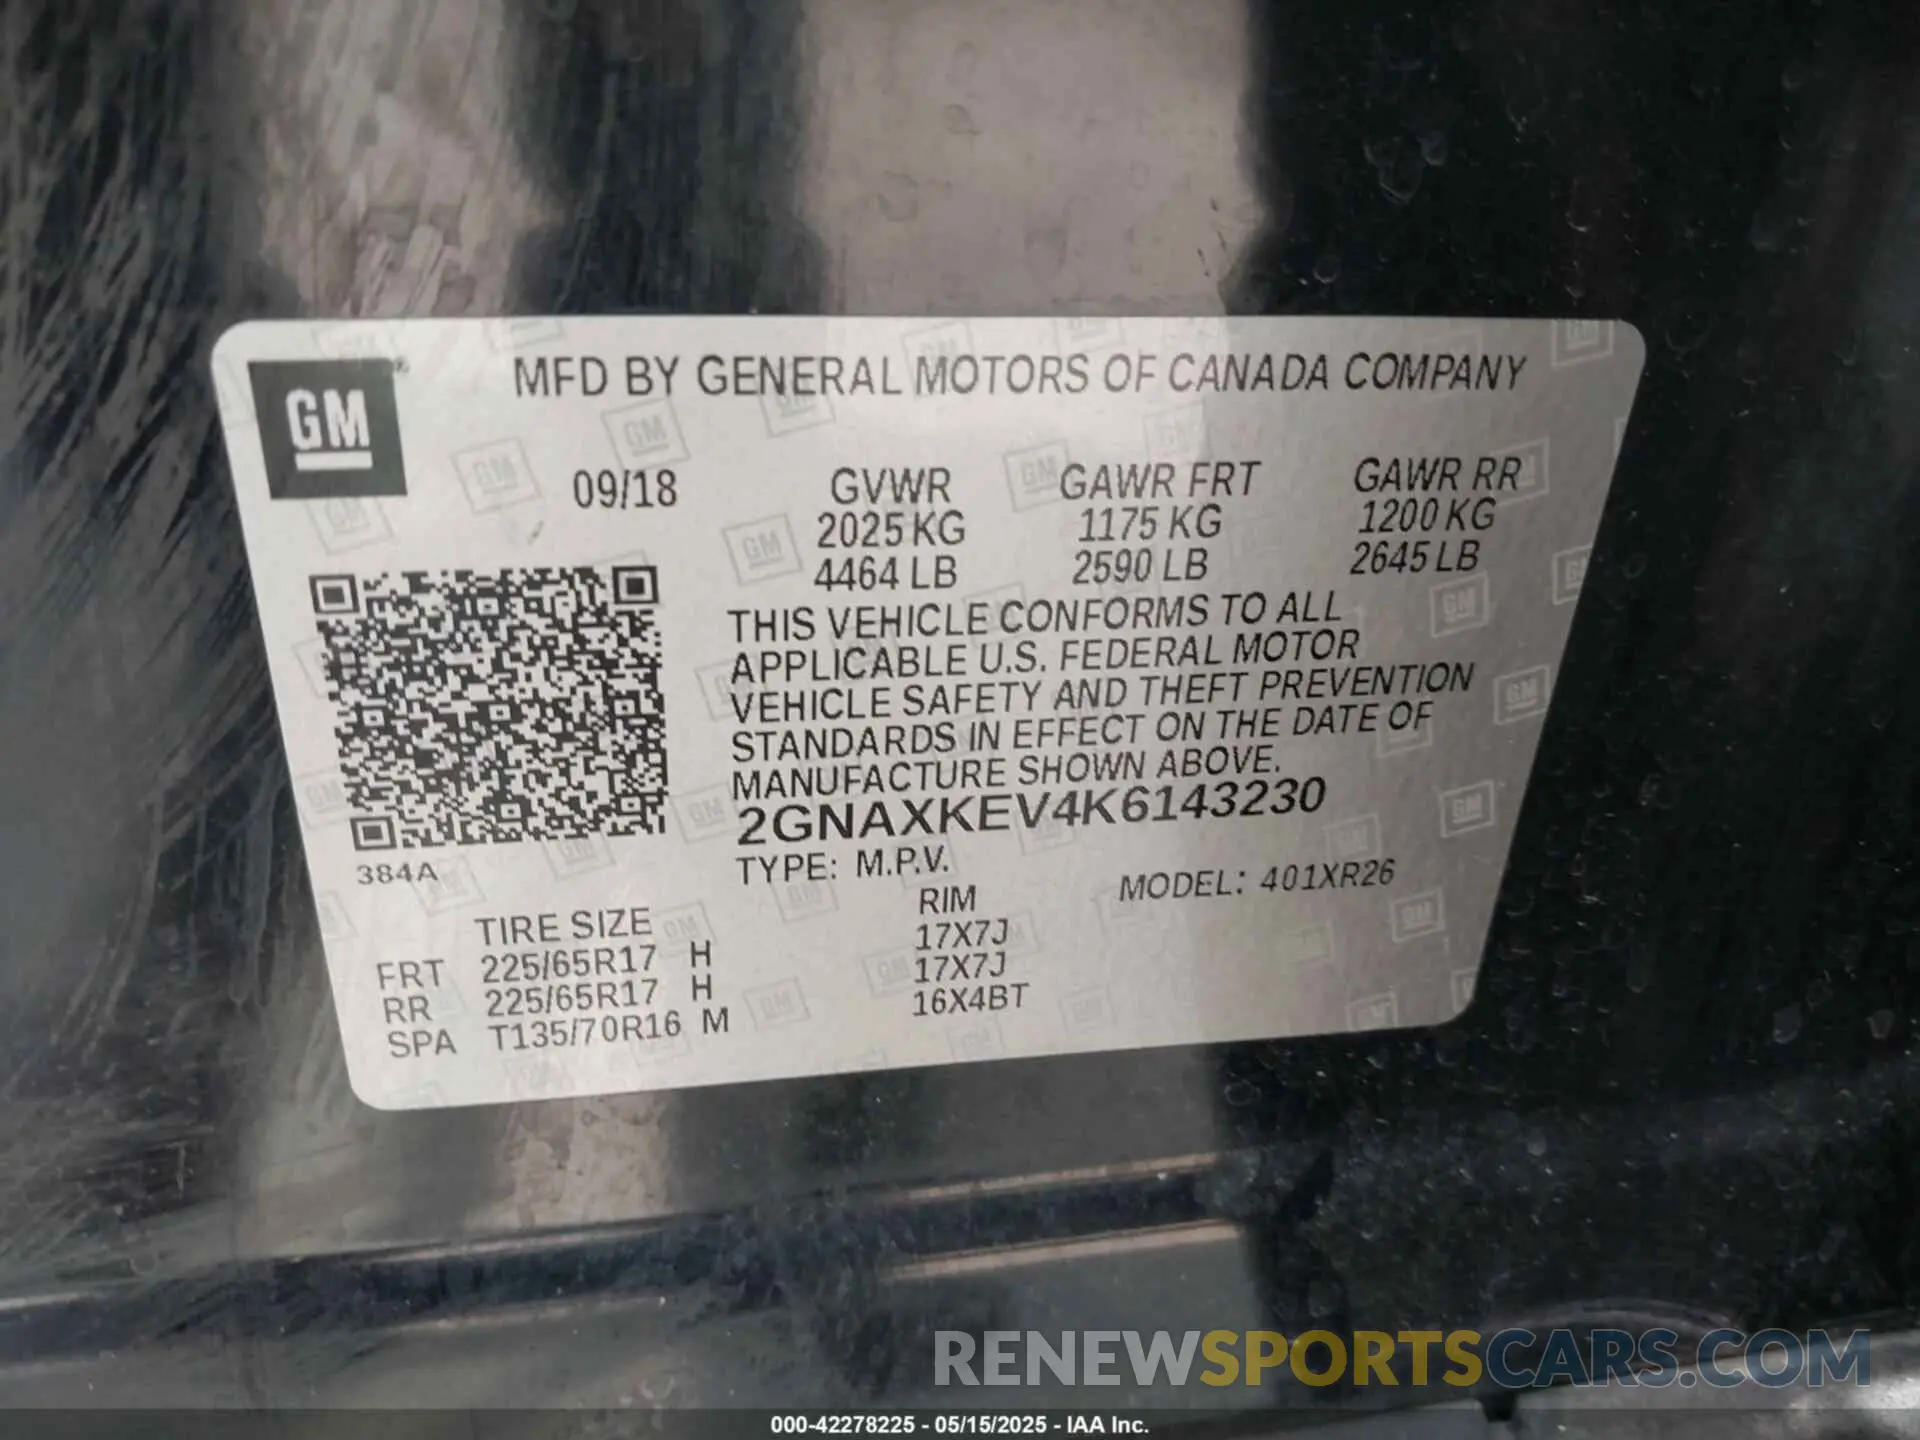 GM®
MFD BY GENERAL MOTORS OF CANADA COMPANY
09/18
GVWR GAWR FRT GAWR RR
2025 KG 1175 KG 1200 KG
4464 LB 2590 LB 2645 LB
THIS VEHICLE CONFORMS TO ALL
APPLICABLE U.S. FEDERAL MOTOR
VEHICLE SAFETY AND THEFT PREVENTION
STANDARDS IN EFFECT ON THE DATE OF
MANUFACTURE SHOWN ABOVE.
2GNAXKEV4K6143230
384A
TYPE: M.P.V. MODEL: 401XR26
TIRE SIZE RIM
FRT 225/65R17 H 17X7J
RR 225/65R17 H 17X7J
SPA T135/70R16 M 16X4BT
RENEWSPORTSCARS.COM
000-42278225 - 05/15/2025 - IAA Inc.